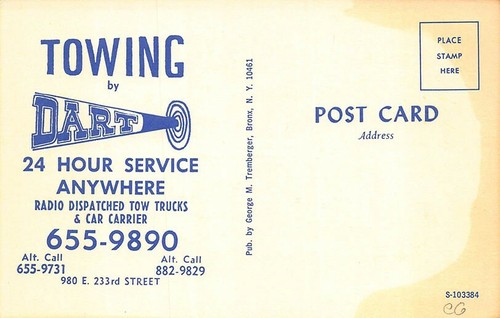 TOWING
by
DART
24 HOUR SERVICE
ANYWHERE
RADIO DISPATCHED TOW TRUCKS
& CAR CARRIER
655-9890
Alt. Call
655-9731
Alt. Call
882-9829
980 E. 233rd STREET
Pub. by George M. Tremberger, Bronx, N. Y. 10461
POST CARD
Address
PLACE
STAMP
HERE
S-103384
CG